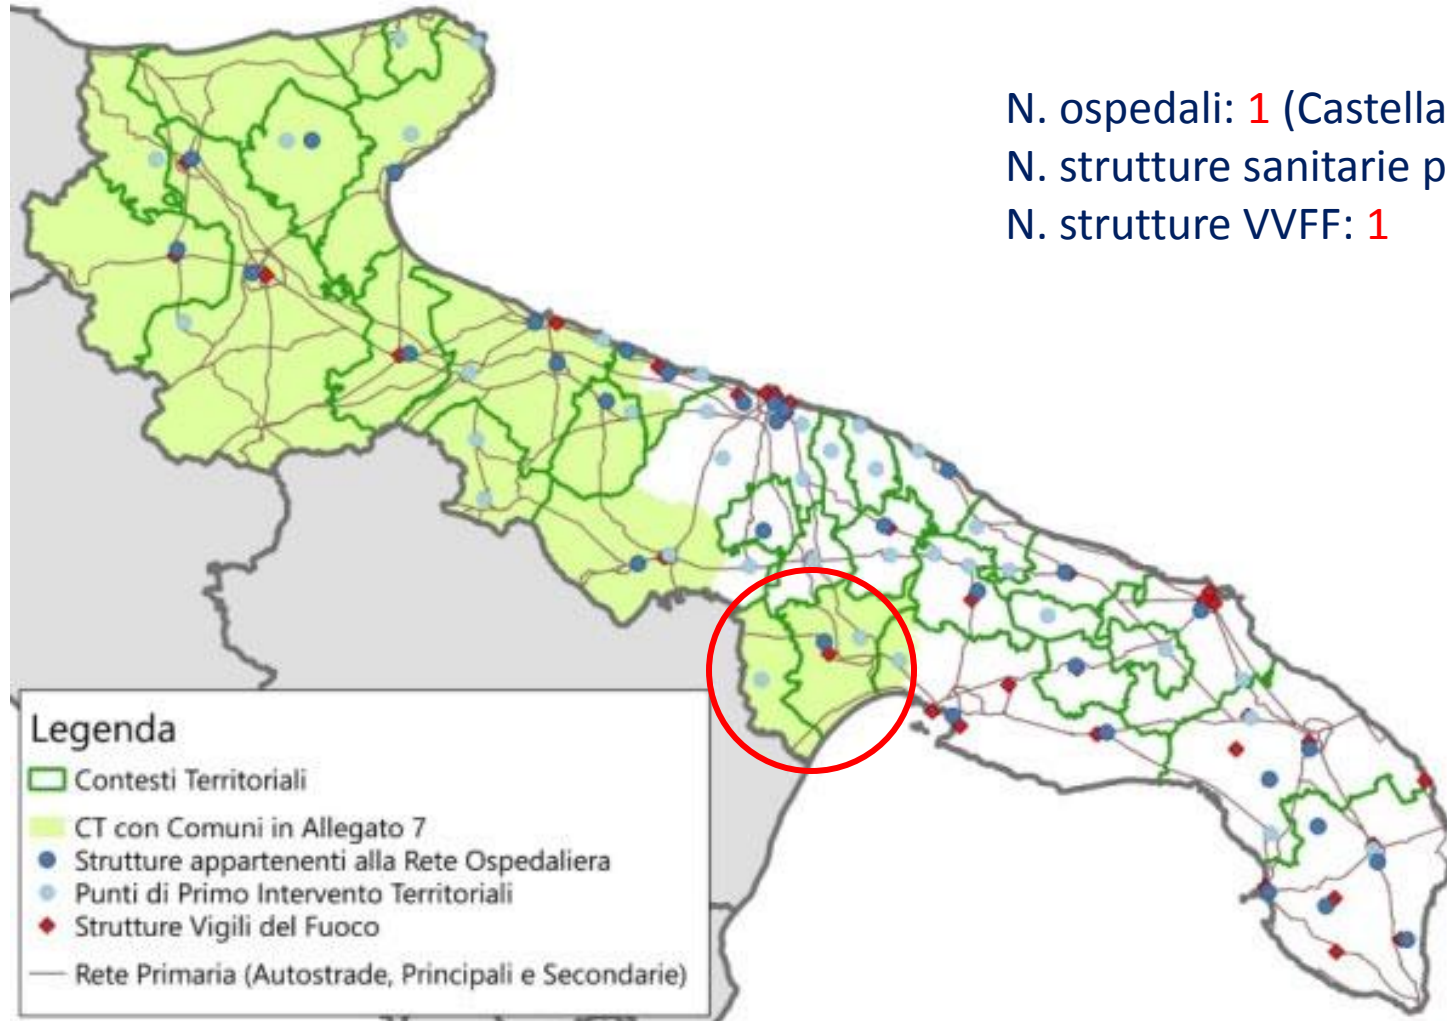 N. ospedali: 1 (Castella
N. strutture sanitarie p
N. strutture VVFF: 1
Legenda
Contesti Territoriali
CT con Comuni in Allegato 7
Strutture appartenenti alla Rete Ospedaliera
Punti di Primo Intervento Territoriali
Strutture Vigili del Fuoco
Rete Primaria (Autostrade, Principali e Secondarie)